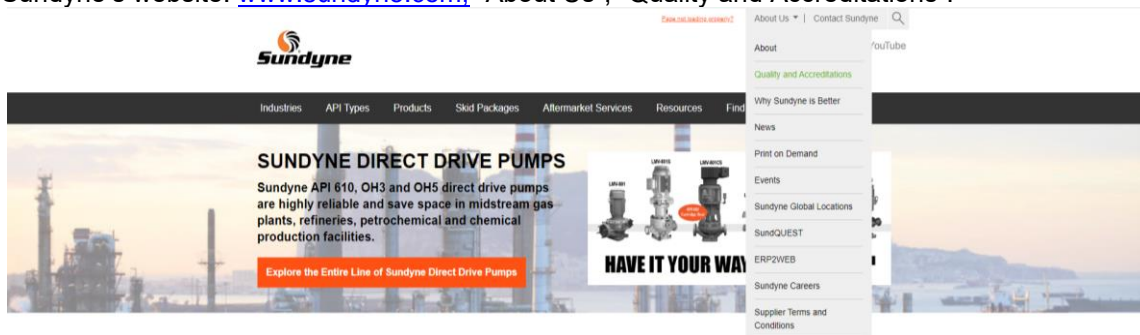 Sundyne's website: www.sundyne.com, "About Us", "Quality and Accreditations".
Page not loading properly?
About Us ▼ | Contact Sundyne
Sundyne
YouTube
About
Quality and Accreditations
Why Sundyne is Better
News
Print on Demand
Events
Sundyne Global Locations
SundQUEST
ERP2WEB
Sundyne Careers
Supplier Terms and
Conditions
Industries API Types Products Skid Packages Aftermarket Services Resources Find
SUNDYNE DIRECT DRIVE PUMPS
Sundyne API 610, OH3 and OH5 direct drive pumps
are highly reliable and save space in midstream gas
plants, refineries, petrochemical and chemical
production facilities.
Explore the Entire Line of Sundyne Direct Drive Pumps
HAVE IT YOUR WAY